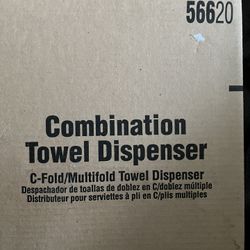 56620
Combination
Towel Dispenser
C-Fold/Multifold Towel Dispenser
Despachador de toallas de doblez en C/doblez múltiple
Distributeur pour serviettes à pli en C/plis multiples